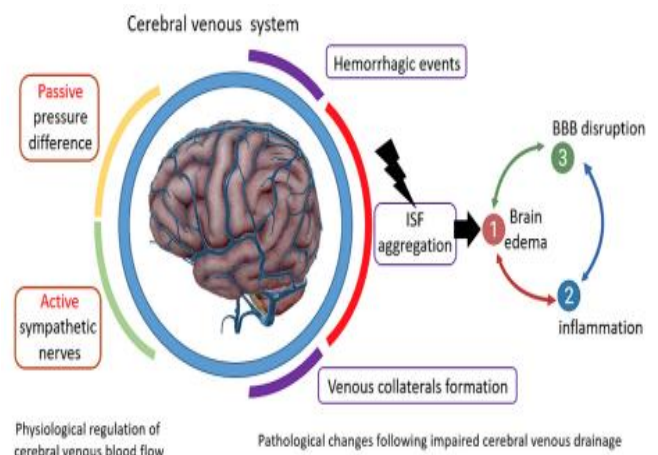 Cerebral venous system
Passive
pressure
difference
Active
sympathetic
nerves
Hemorrhagic events
ISF
aggregation
Venous collaterals formation
BBB disruption
3
1
Brain
edema
2
inflammation
Physiological regulation of
cerebral venous blood flow
Pathological changes following impaired cerebral venous drainage